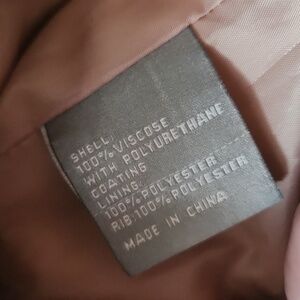 SHELL:
100% VISCOSE
WITH POLYURETHANE
COATING
LINING:
100% POLYESTER
RIB:100% POLYESTER
MADE IN CHINA